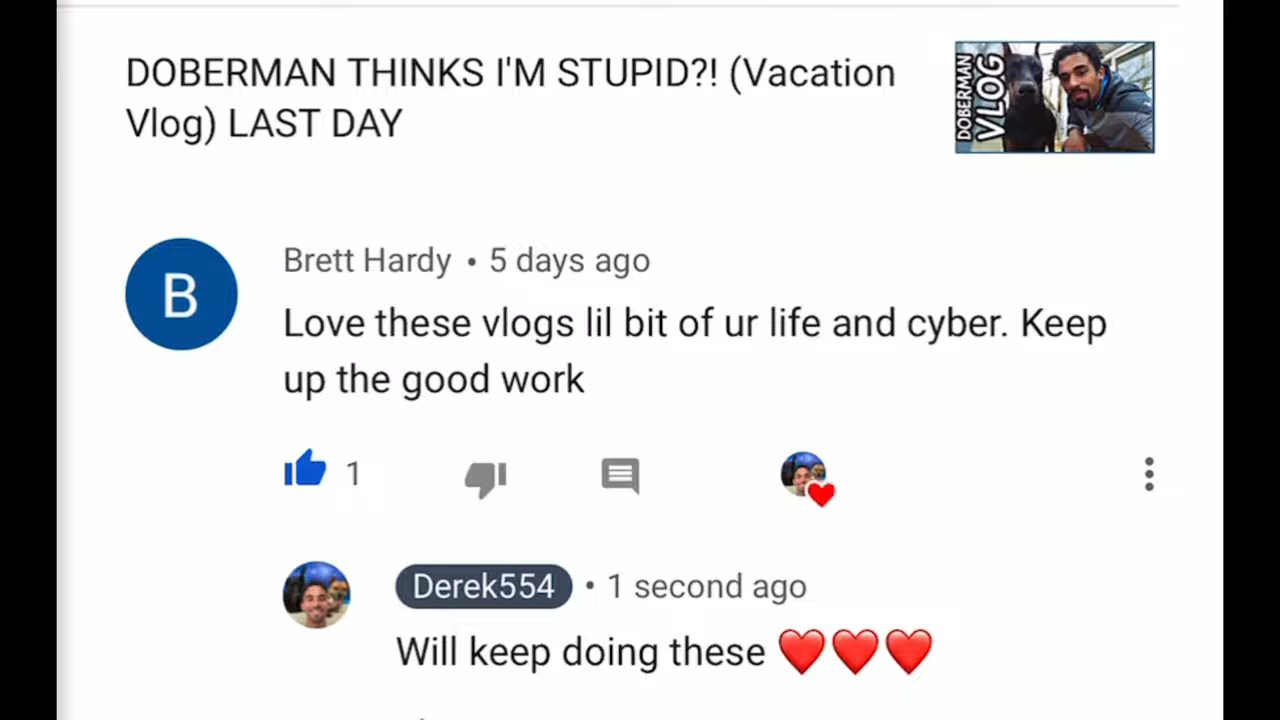 DOBERMAN THINKS I'M STUPID?! (Vacation
Vlog) LAST DAY
DOBERMAN
VLOG
B
Brett Hardy • 5 days ago
Love these vlogs lil bit of ur life and cyber. Keep
up the good work
1
Derek554 • 1 second ago
Will keep doing these ❤️❤️❤️